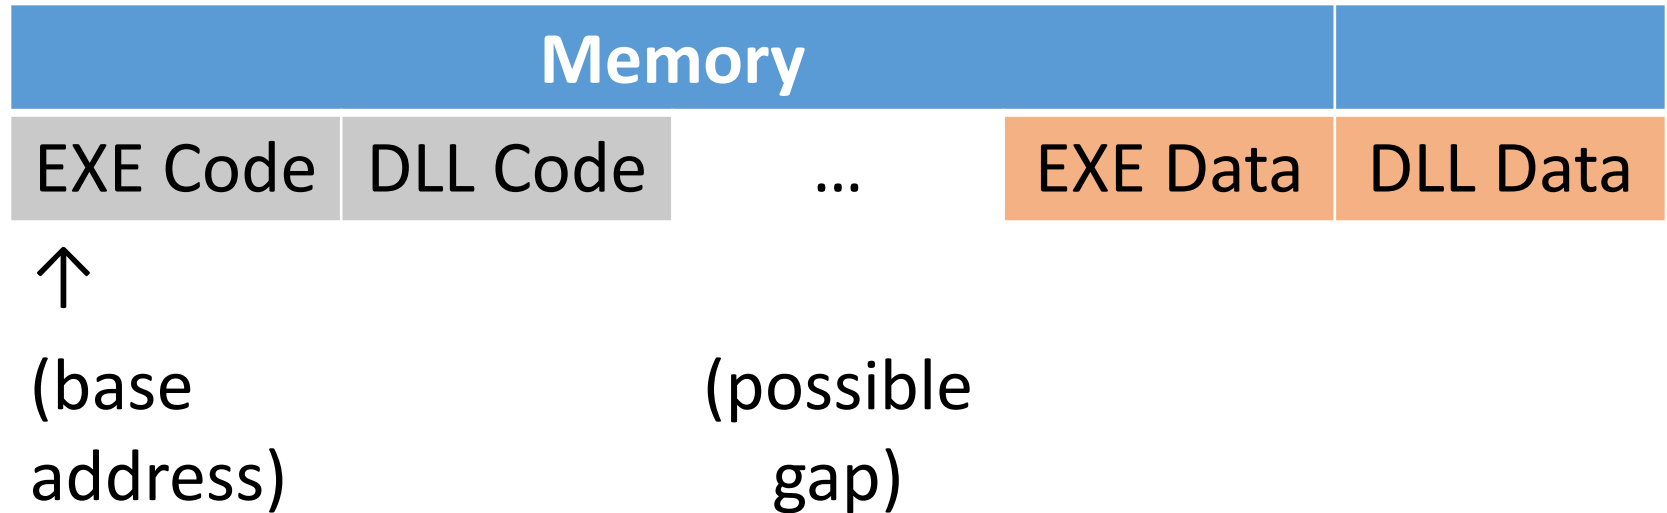 Memory
EXE Code DLL Code ... EXE Data DLL Data
↑
(base (possible
address) gap)